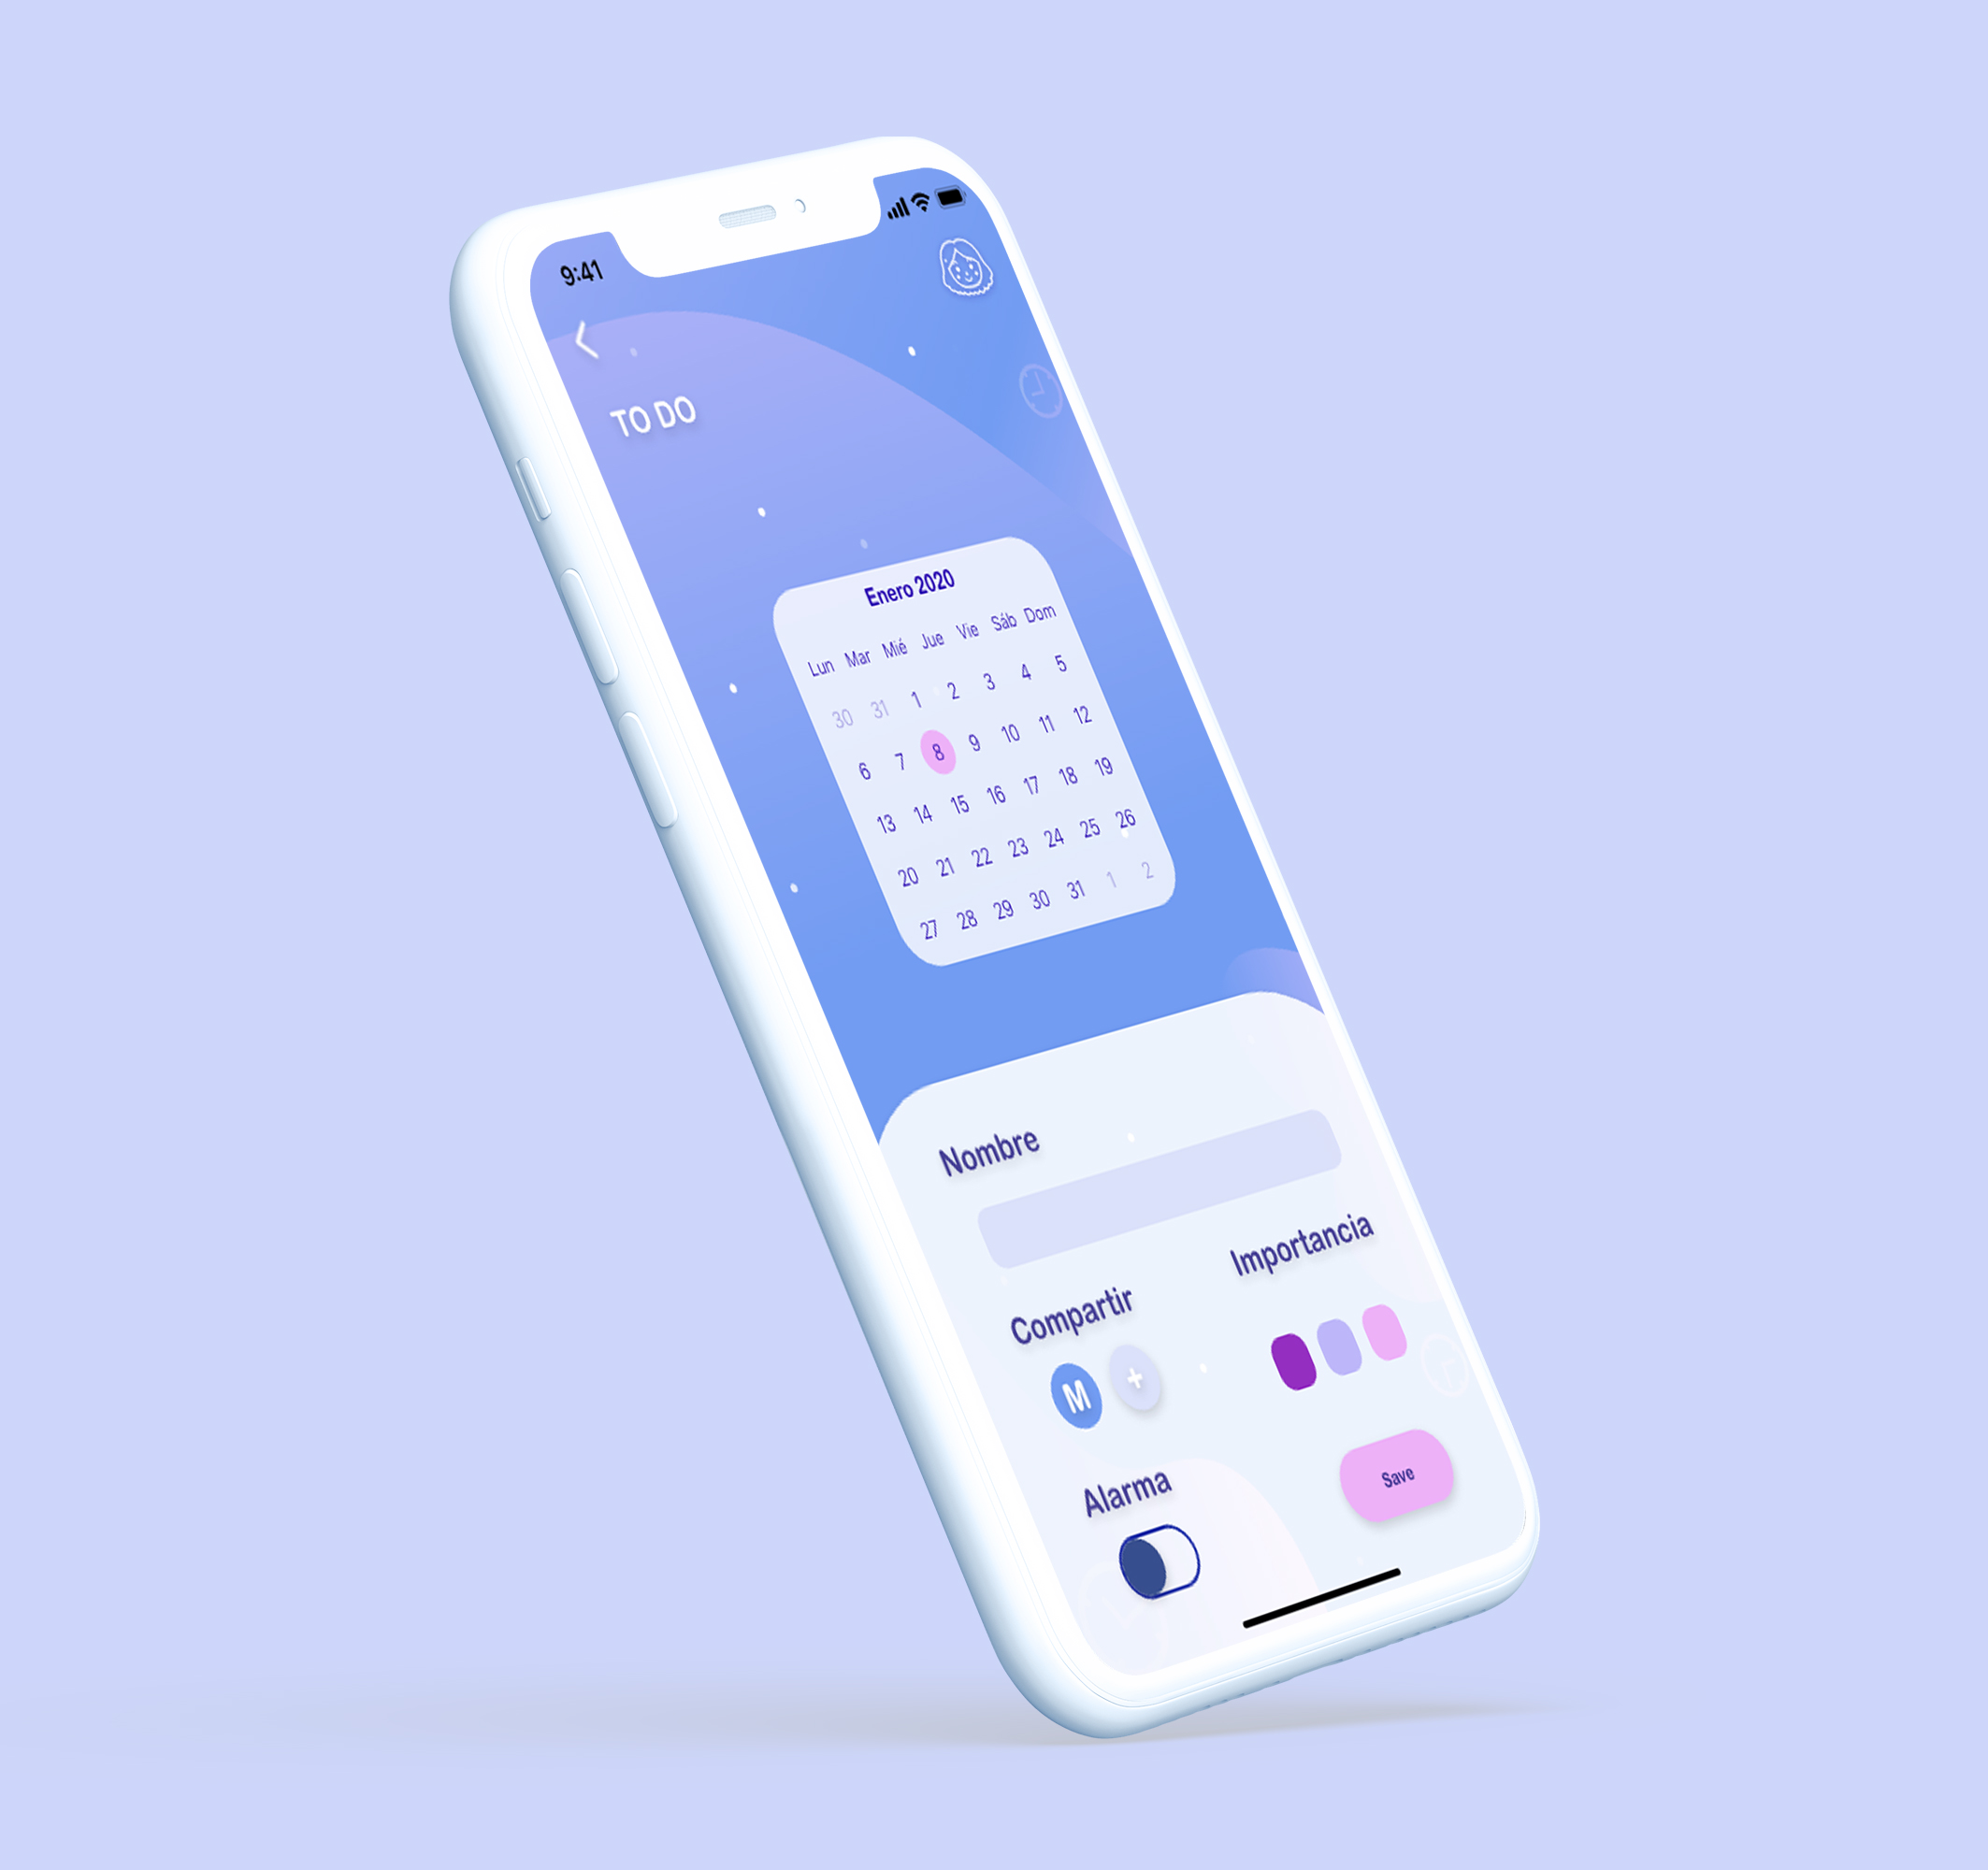 9:41
TO DO
Enero 2020
Lun Mar Mié Jue Vie Sáb Dom
30 31 1 2 3 4 5
6 7 8 9 10 11 12
13 14 15 16 17 18 19
20 21 22 23 24 25 26
27 28 29 30 31 1 2
Nombre
Importancia
Compartir
M +
Alarma
Save